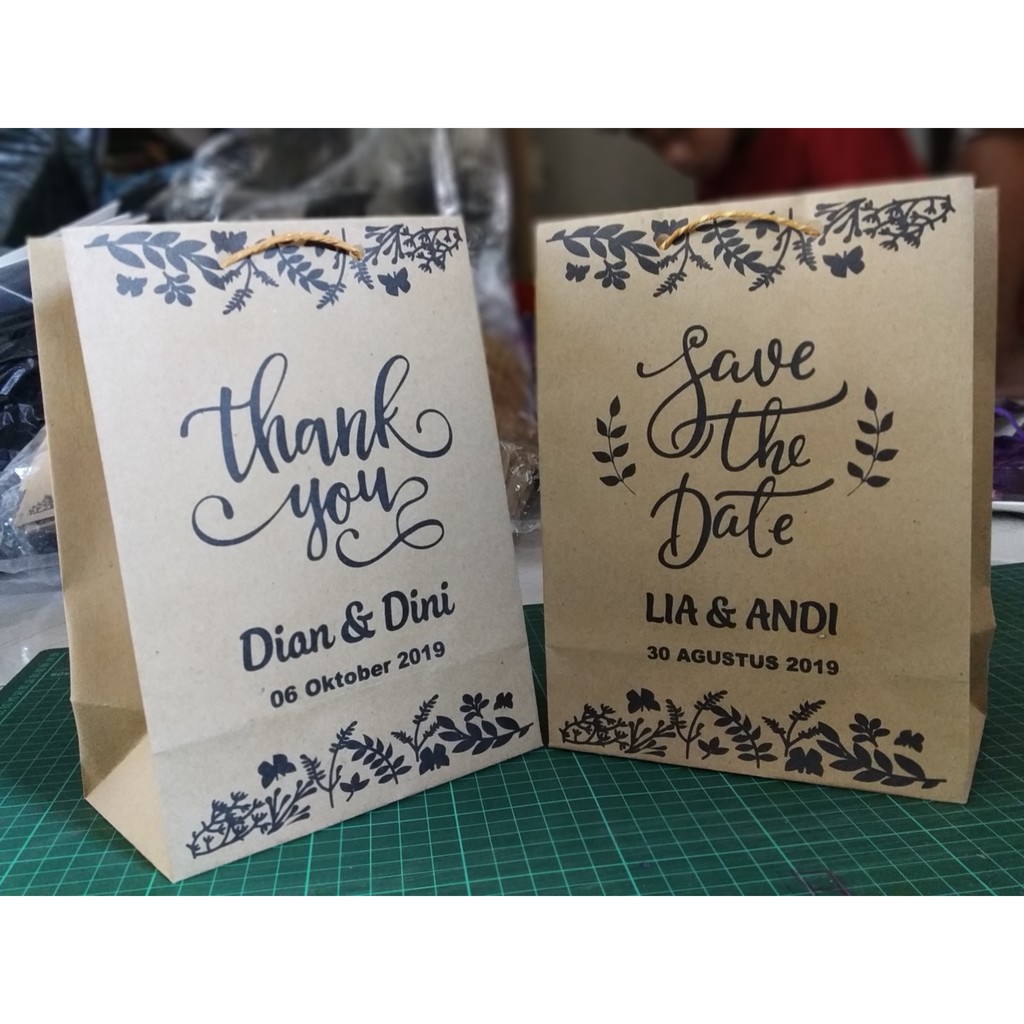 thank
you
Dian & Dini
06 Oktober 2019
Save
the
Date
LIA & ANDI
30 AGUSTUS 2019